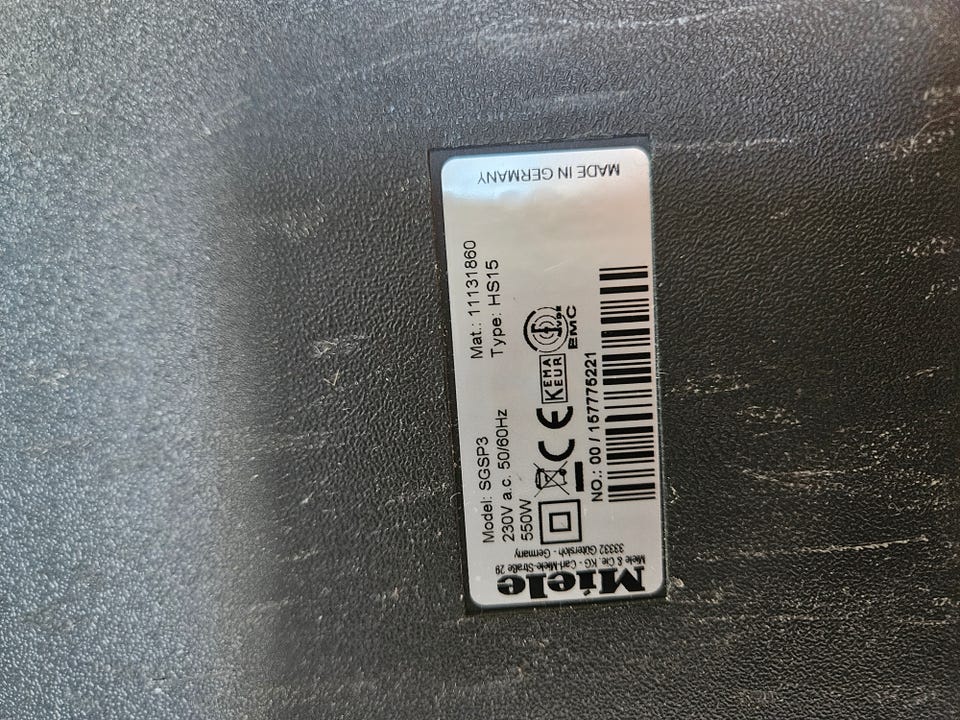 Miele
Miele & Cie. KG - Carl-Miele-Straße 29
33332 Gütersloh - Germany
Model: SGSP3
Mat.: 11131860
230V a.c. 50/60Hz
Type: HS15
550W
KEMA
KEUR
EMC
NO.: 00 / 157775221
MADE IN GERMANY